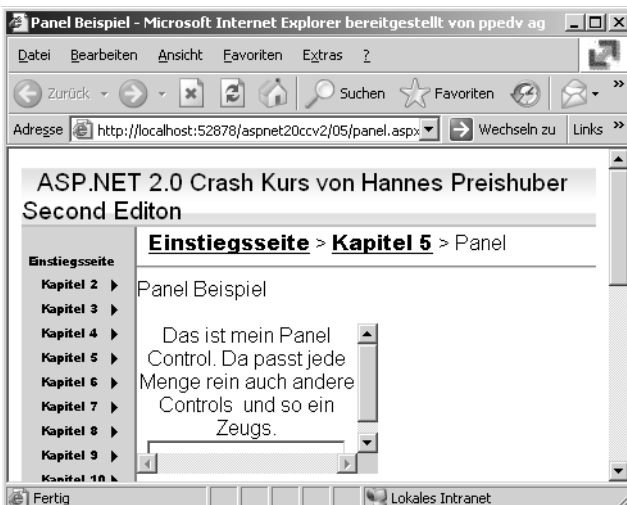 Panel Beispiel - Microsoft Internet Explorer bereitgestellt von ppedv ag
Datei Bearbeiten Ansicht Favoriten Extras ?
Zurück Suchen Favoriten »
Adresse http://localhost:52878/aspnet20ccv2/05/panel.aspx Wechseln zu Links »
ASP.NET 2.0 Crash Kurs von Hannes Preishuber
Second Editon
Einstiegsseite > Kapitel 5 > Panel
Einstiegsseite
Kapitel 2
Kapitel 3
Kapitel 4
Kapitel 5
Kapitel 6
Kapitel 7
Kapitel 8
Kapitel 9
Kapitel 10
Panel Beispiel
Das ist mein Panel
Control. Da passt jede
Menge rein auch andere
Controls und so ein
Zeugs.
Fertig Lokales Intranet